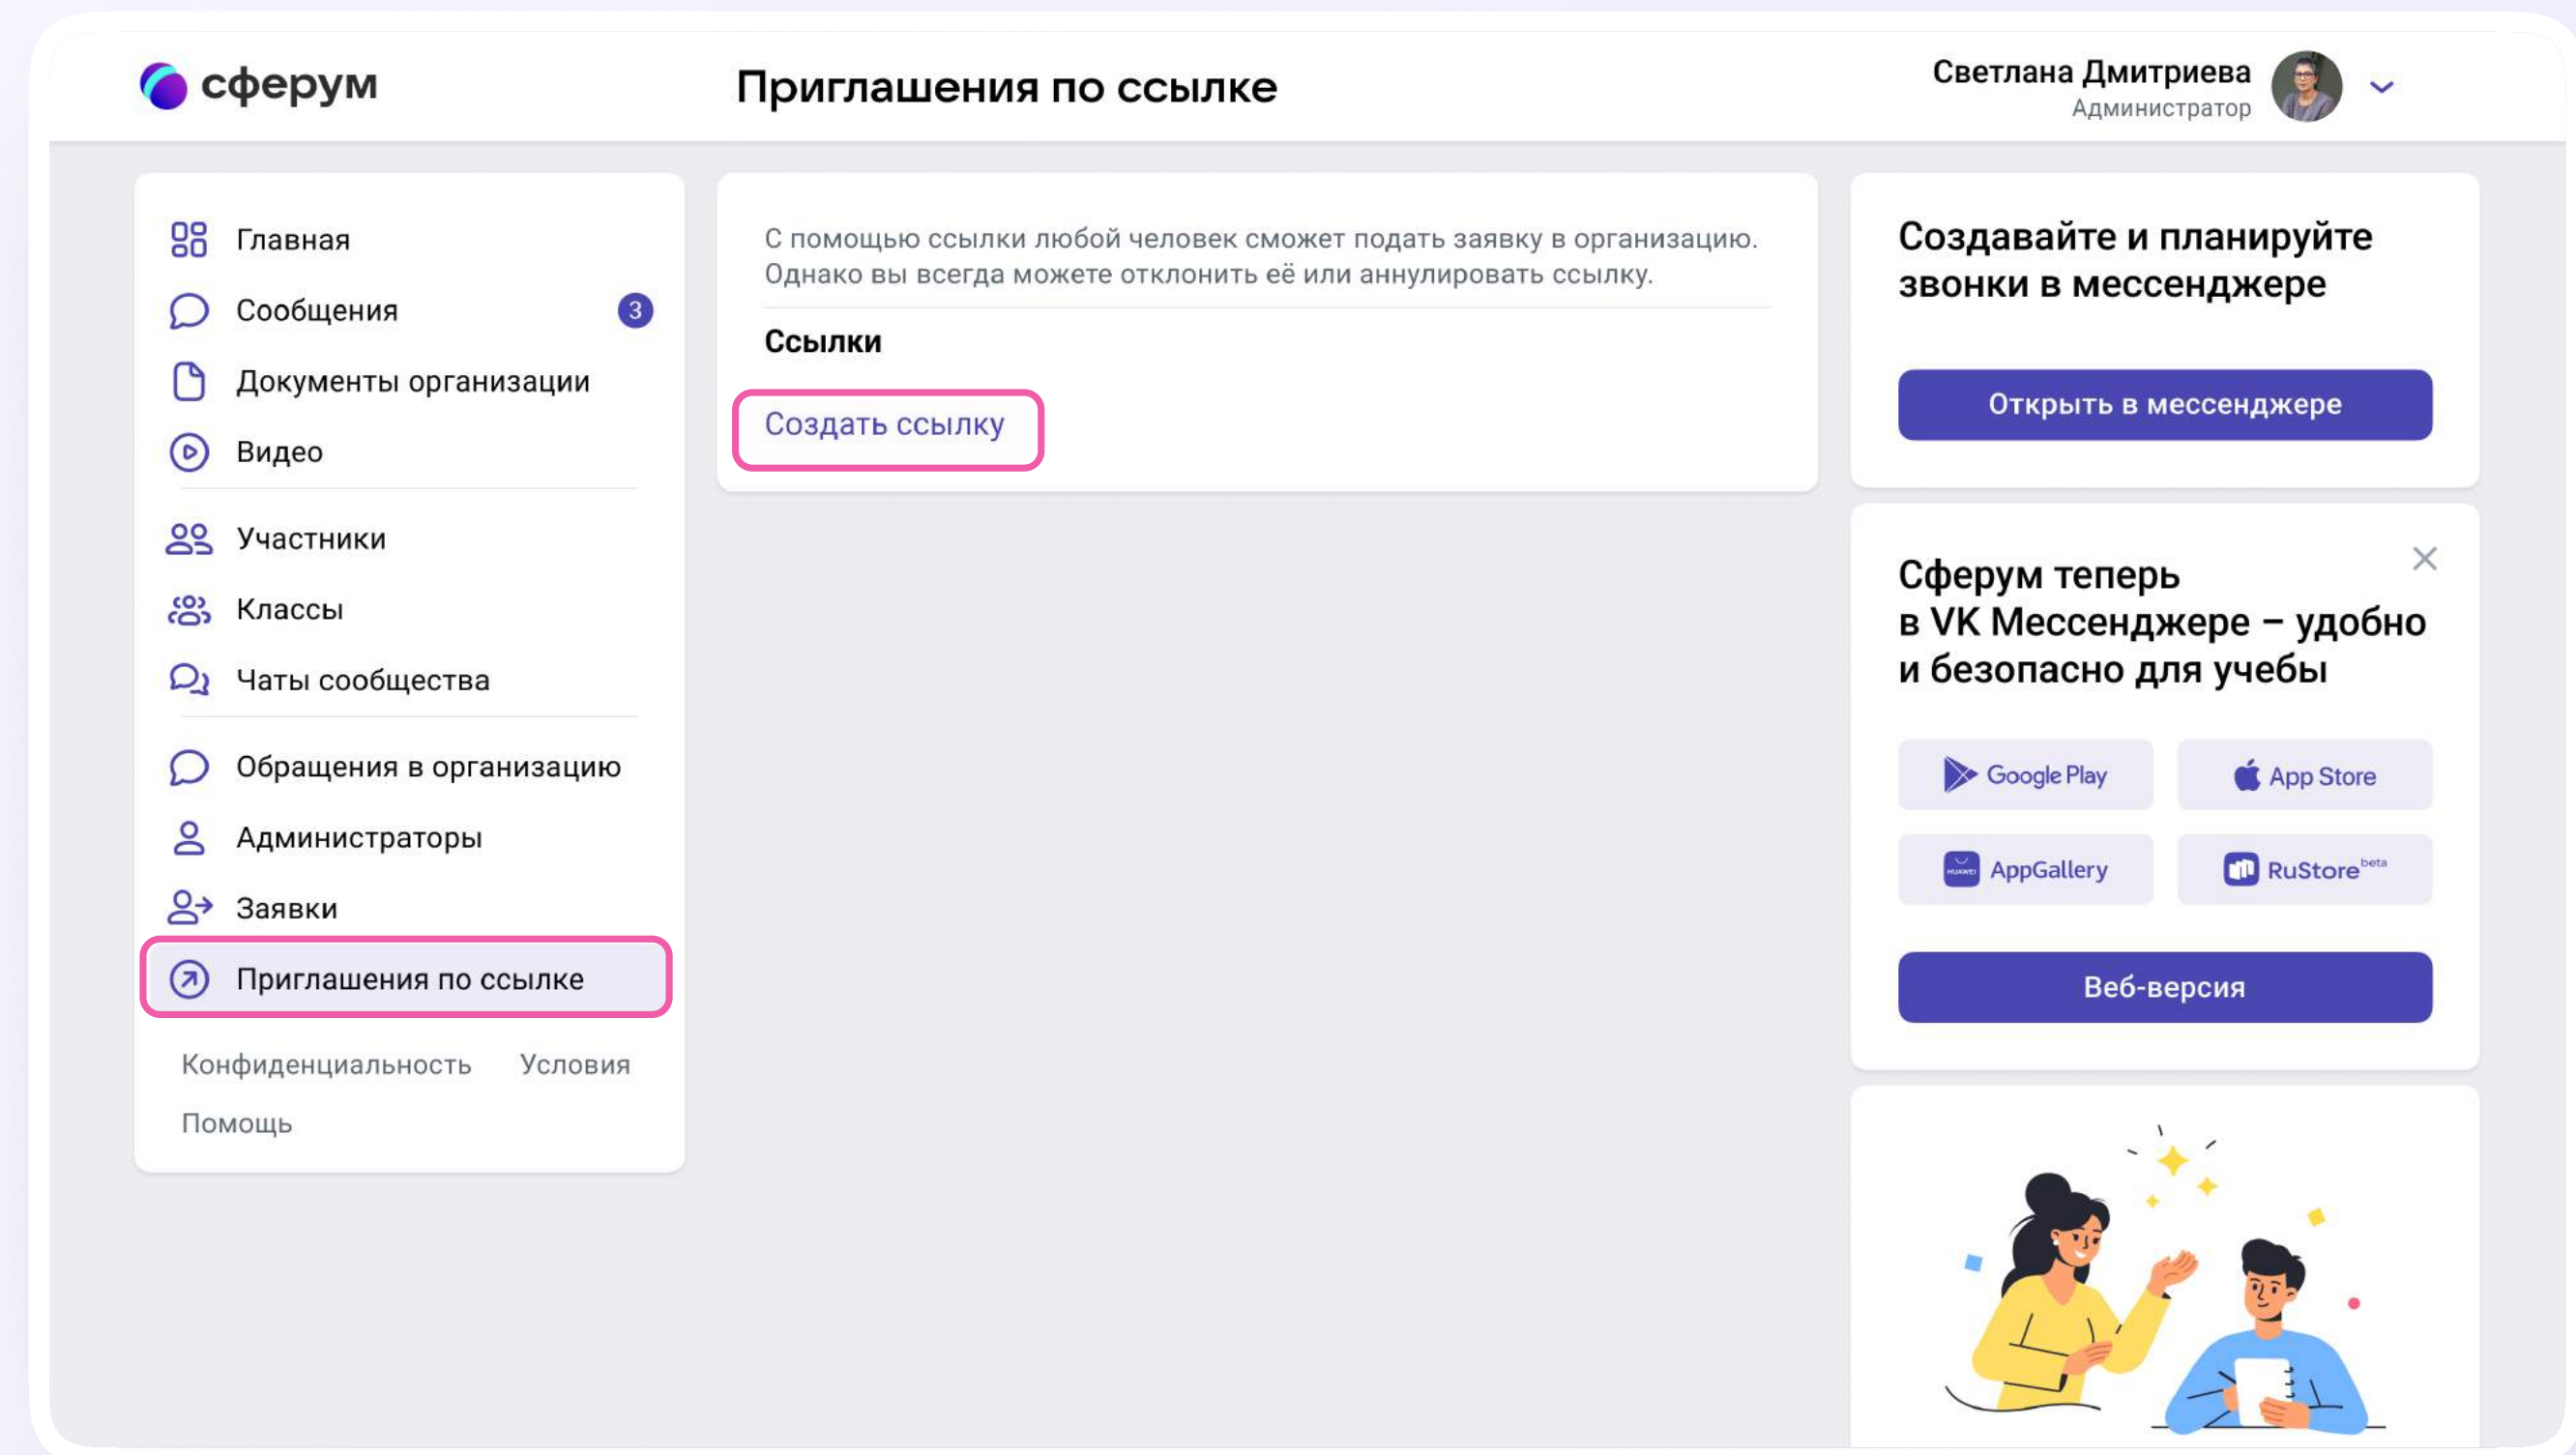 сферум
Приглашения по ссылке
Светлана Дмитриева
Администратор
Главная
Сообщения
3
Документы организации
Видео
Участники
Классы
Чаты сообщества
Обращения в организацию
Администраторы
Заявки
Приглашения по ссылке
Конфиденциальность Условия
Помощь
С помощью ссылки любой человек сможет подать заявку в организацию.
Однако вы всегда можете отклонить её или аннулировать ссылку.
Ссылки
Создать ссылку
Создавайте и планируйте
звонки в мессенджере
Открыть в мессенджере
Сферум теперь
в VK Мессенджере – удобно
и безопасно для учебы
Google Play
App Store
HUAWEI AppGallery
RuStore beta
Веб-версия